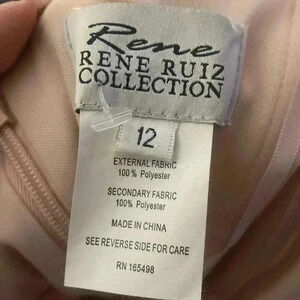 Rene
RENE RUIZ
COLLECTION
12
EXTERNAL FABRIC
100% Polyester
SECONDARY FABRIC
100% Polyester
MADE IN CHINA
SEE REVERSE SIDE FOR CARE
RN 165498